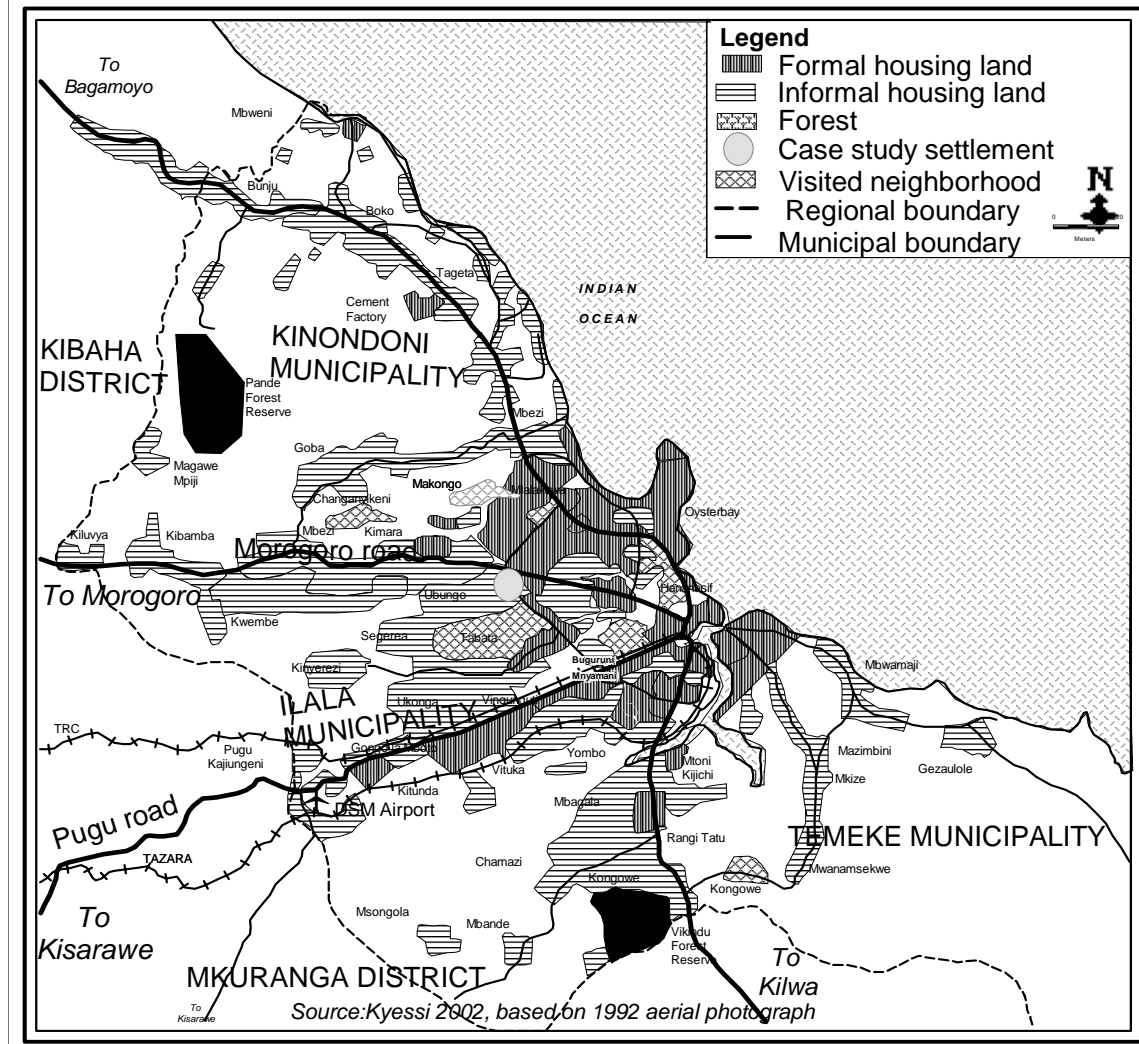 Legend
Formal housing land
Informal housing land
Forest
Case study settlement
Visited neighborhood
Regional boundary
Municipal boundary
N
Meters
To
Bagamoyo
Mbweni
Bunju
Boko
Tageta
Cement
Factory
INDIAN
OCEAN
KIBAHA
DISTRICT
KINONDONI
MUNICIPALITY
Pande
Forest
Reserve
Mbezi
Goba
Magawe
Mpiji
Makongo
Changanyikeni
Oysterbay
Kiluvya
Kibamba
Mbezi
Kimara
Morogoro road
To Morogoro
Ubungo
Kwembe
Segerea
Tabata
Kinyerezi
Buguruni
Mnyamani
Mbwamaji
Ukonga
ILALA
MUNICIPALITY
TRC
Pugu
Kajiungeni
Yombo
Mtoni
Kijichi
Mazimbini
Gezaulole
Mkize
Vituka
Kitunda
DSM Airport
Mbagala
Pugu road
Rangi Tatu
TEMEKE MUNICIPALITY
TAZARA
Chamazi
Mwanamsekwe
Kongowe
Kongowe
To
Kisarawe
Msongola
Mbande
Vikindu
Forest
Reserve
To
Kilwa
MKURANGA DISTRICT
To
Kisarawe
Source:Kyessi 2002, based on 1992 aerial photograph